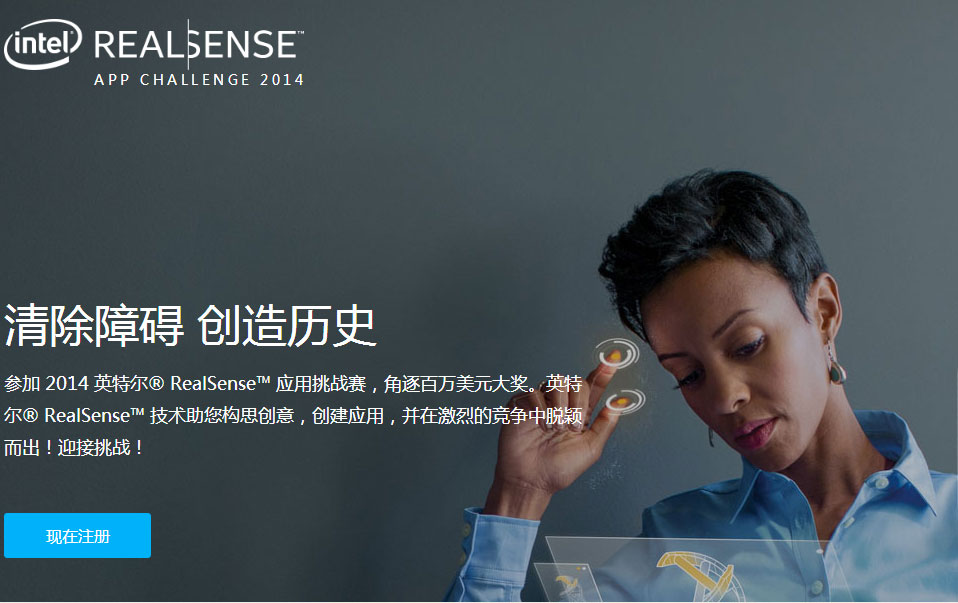 intel REALSENSE™
APP CHALLENGE 2014
清除障碍 创造历史
参加 2014 英特尔® RealSense™ 应用挑战赛，角逐百万美元大奖。英特
尔® RealSense™ 技术助您构思创意，创建应用，并在激烈的竞争中脱颖
而出！迎接挑战！
现在注册